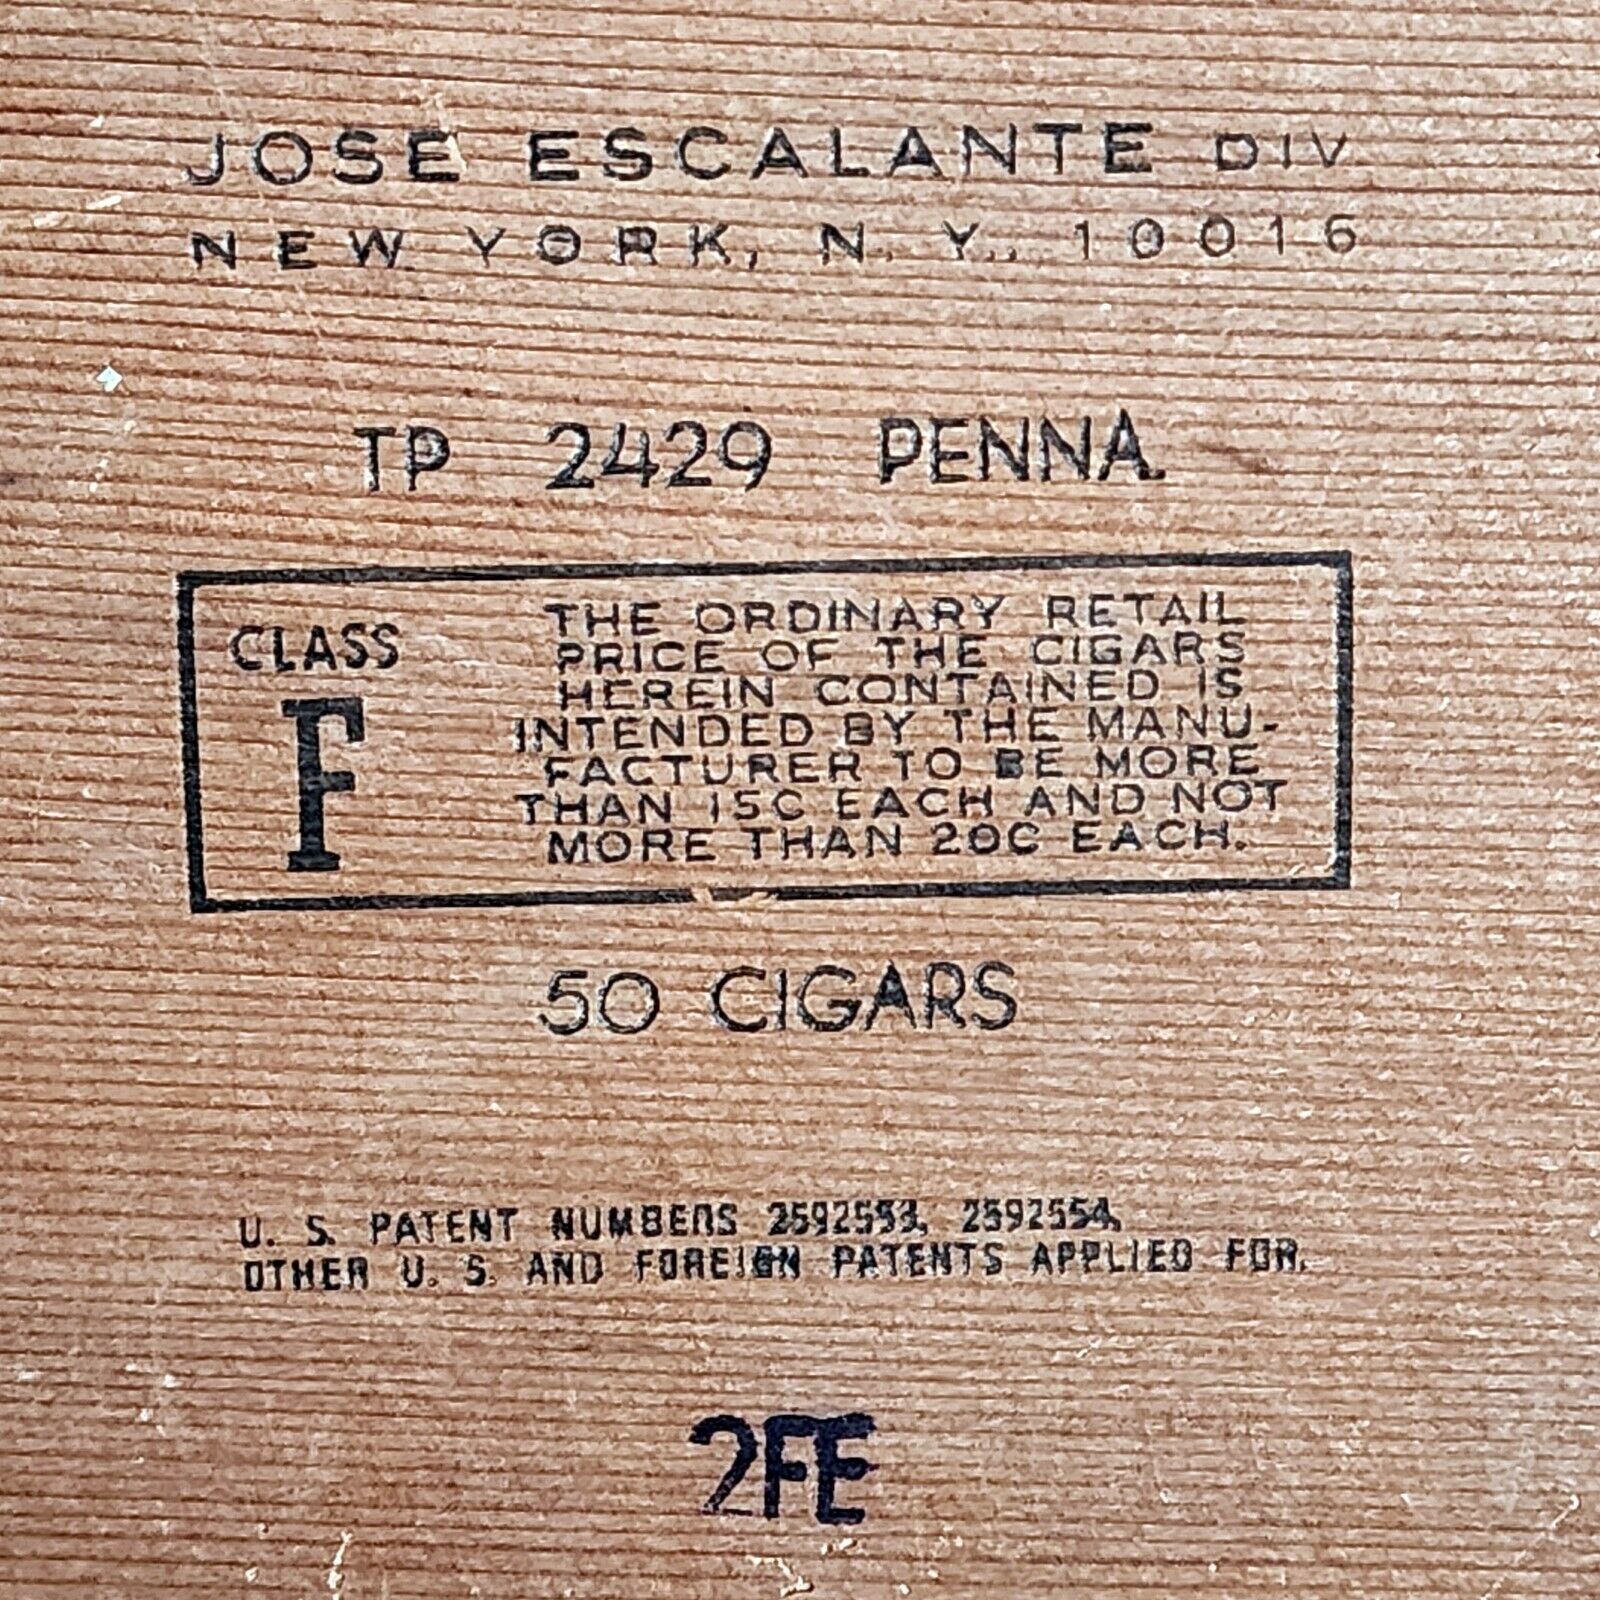 JOSE ESCALANTE DIV
NEW YORK, N. Y., 10016
TP 2429 PENNA.
CLASS
F
THE ORDINARY RETAIL
PRICE OF THE CIGARS
HEREIN CONTAINED IS
INTENDED BY THE MANU-
FACTURER TO BE MORE
THAN 15C EACH AND NOT
MORE THAN 20C EACH.
50 CIGARS
U. S. PATENT NUMBERS 2592553, 2592554,
OTHER U. S. AND FOREIGN PATENTS APPLIED FOR.
2FE